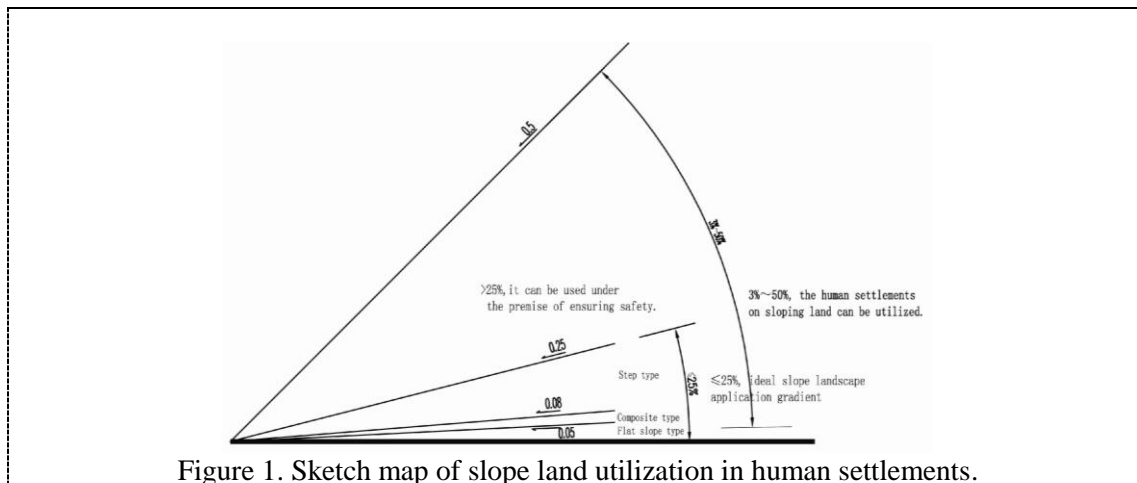 0.5
3%~50%
>25%, it can be used under
the premise of ensuring safety.
3%～50%, the human settlements
on sloping land can be utilized.
0.25
Step type
≤25%
≤25%, ideal slope landscape
application gradient
0.08
Composite type
Flat slope type
0.05
Figure 1. Sketch map of slope land utilization in human settlements.